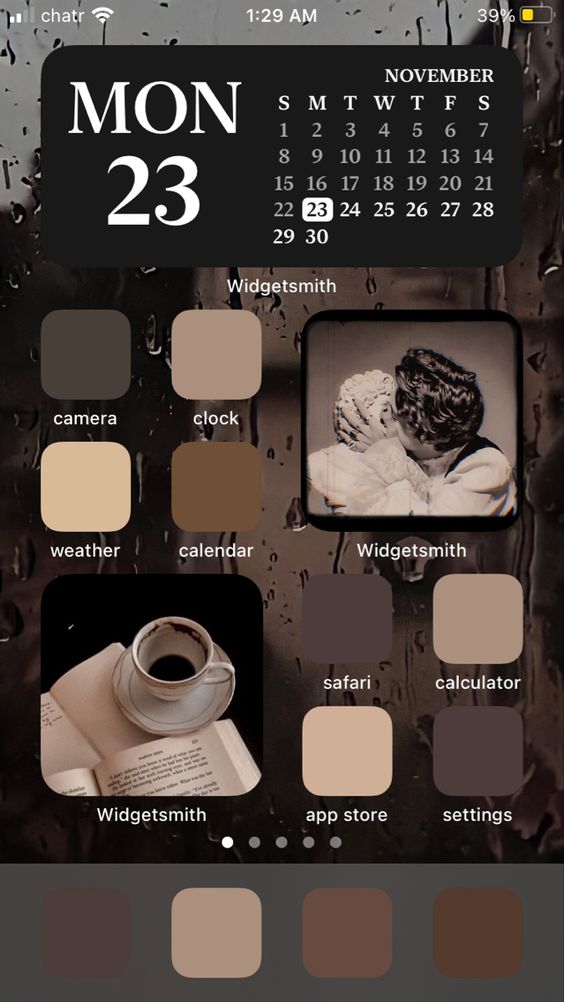 chatr
1:29 AM
39%
MON
23
NOVEMBER
S M T W T F S
1 2 3 4 5 6 7
8 9 10 11 12 13 14
15 16 17 18 19 20 21
22 23 24 25 26 27 28
29 30
Widgetsmith
camera
clock
weather
calendar
Widgetsmith
Widgetsmith
safari
calculator
app store
settings